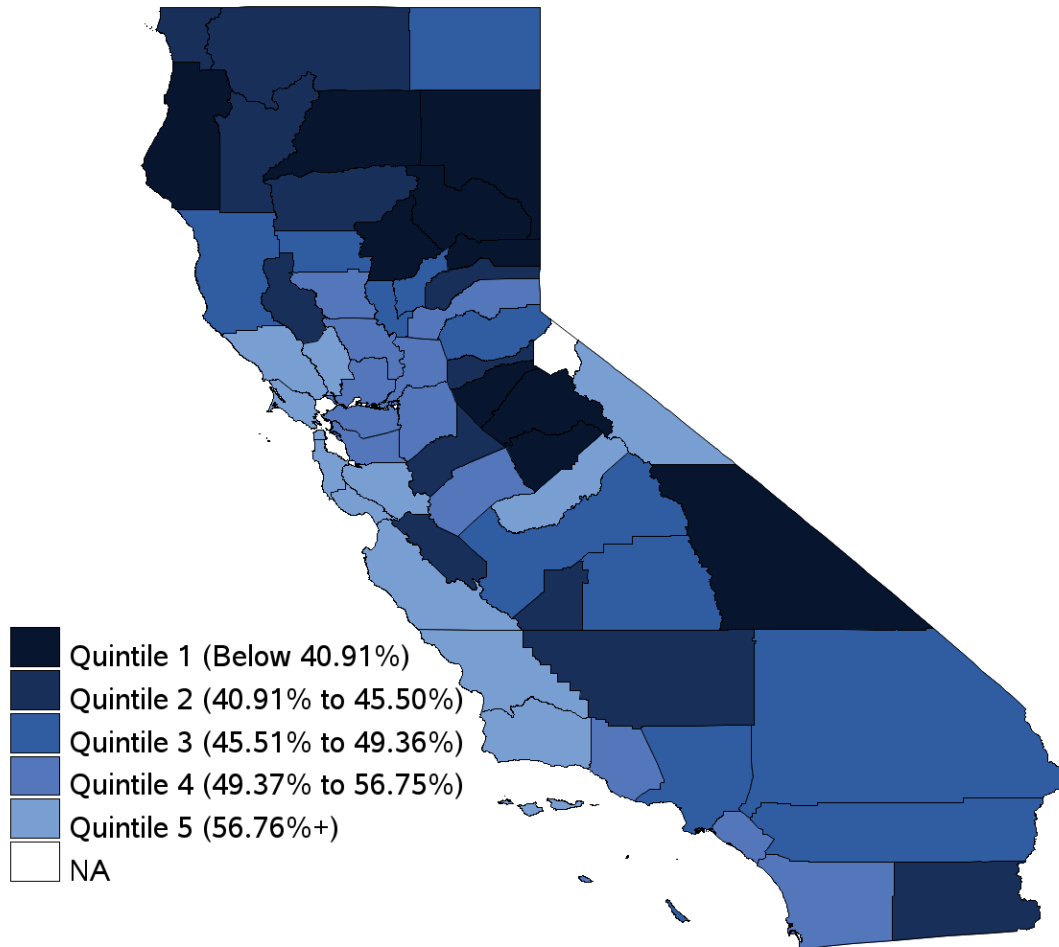 Quintile 1 (Below 40.91%)
Quintile 2 (40.91% to 45.50%)
Quintile 3 (45.51% to 49.36%)
Quintile 4 (49.37% to 56.75%)
Quintile 5 (56.76%+)
NA